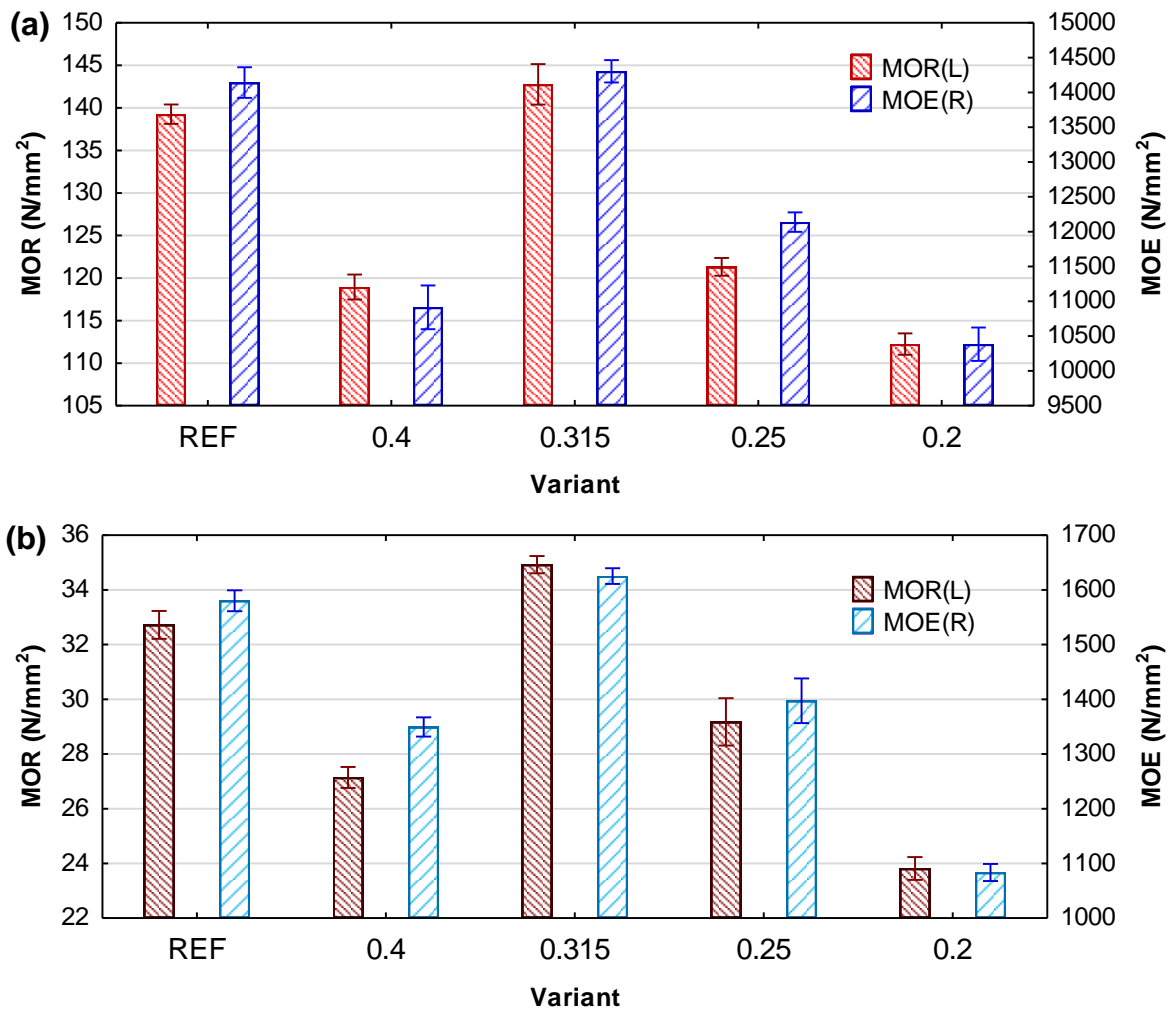 (a)
MOR (N/mm²)
150
145
140
135
130
125
120
115
110
105
MOR(L)
MOE(R)
15000
14500
14000
13500
13000
12500
12000
11500
11000
10500
10000
9500
MOE (N/mm²)
REF 0.4 0.315 0.25 0.2
Variant
(b)
MOR (N/mm²)
36
34
32
30
28
26
24
22
MOR(L)
MOE(R)
1700
1600
1500
1400
1300
1200
1100
1000
MOE (N/mm²)
REF 0.4 0.315 0.25 0.2
Variant